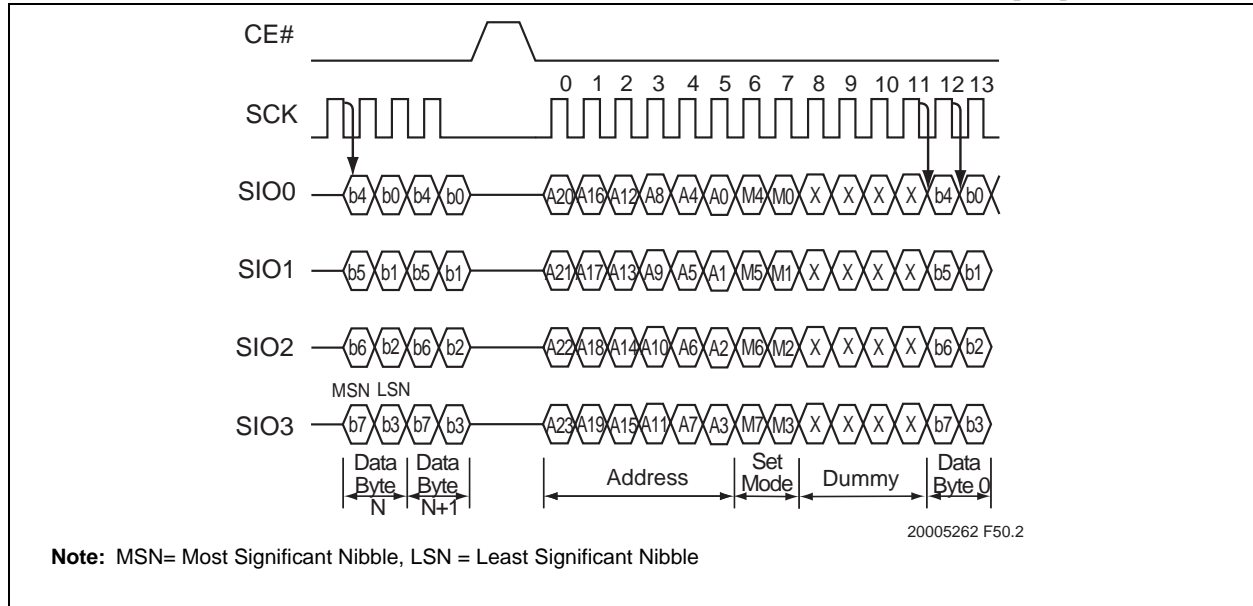 CE#
0 1 2 3 4 5 6 7 8 9 10 11 12 13
SCK
SIO0 b4 b0 b4 b0 A20 A16 A12 A8 A4 A0 M4 M0 X X X X b4 b0
SIO1 b5 b1 b5 b1 A21 A17 A13 A9 A5 A1 M5 M1 X X X X b5 b1
SIO2 b6 b2 b6 b2 A22 A18 A14 A10 A6 A2 M6 M2 X X X X b6 b2
MSN LSN
SIO3 b7 b3 b7 b3 A23 A19 A15 A11 A7 A3 M7 M3 X X X X b7 b3
Data Data Set Data
Byte Byte Address Mode Dummy Byte 0
N N+1
20005262 F50.2
Note: MSN= Most Significant Nibble, LSN = Least Significant Nibble